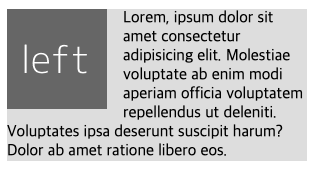 left
Lorem, ipsum dolor sit
amet consectetur
adipisicing elit. Molestiae
voluptate ab enim modi
aperiam officia voluptatem
repellendus ut deleniti.
Voluptates ipsa deserunt suscipit harum?
Dolor ab amet ratione libero eos.